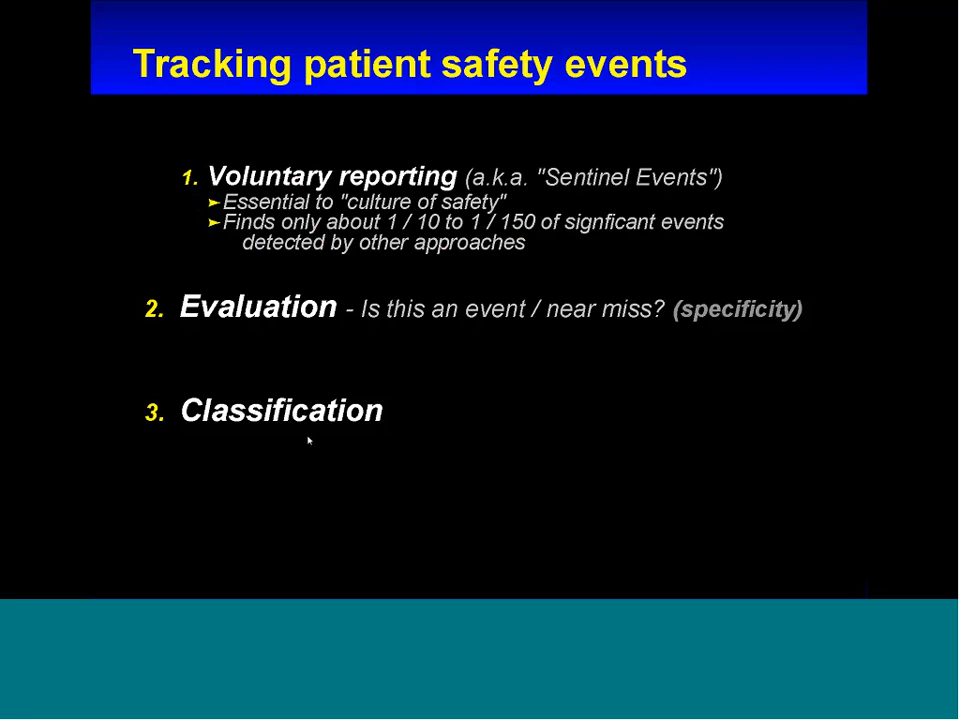 Tracking patient safety events
1. Voluntary reporting (a.k.a. "Sentinel Events")
➢Essential to "culture of safety"
➢Finds only about 1 / 10 to 1 / 150 of signficant events
detected by other approaches
2. Evaluation - Is this an event / near miss? (specificity)
3. Classification